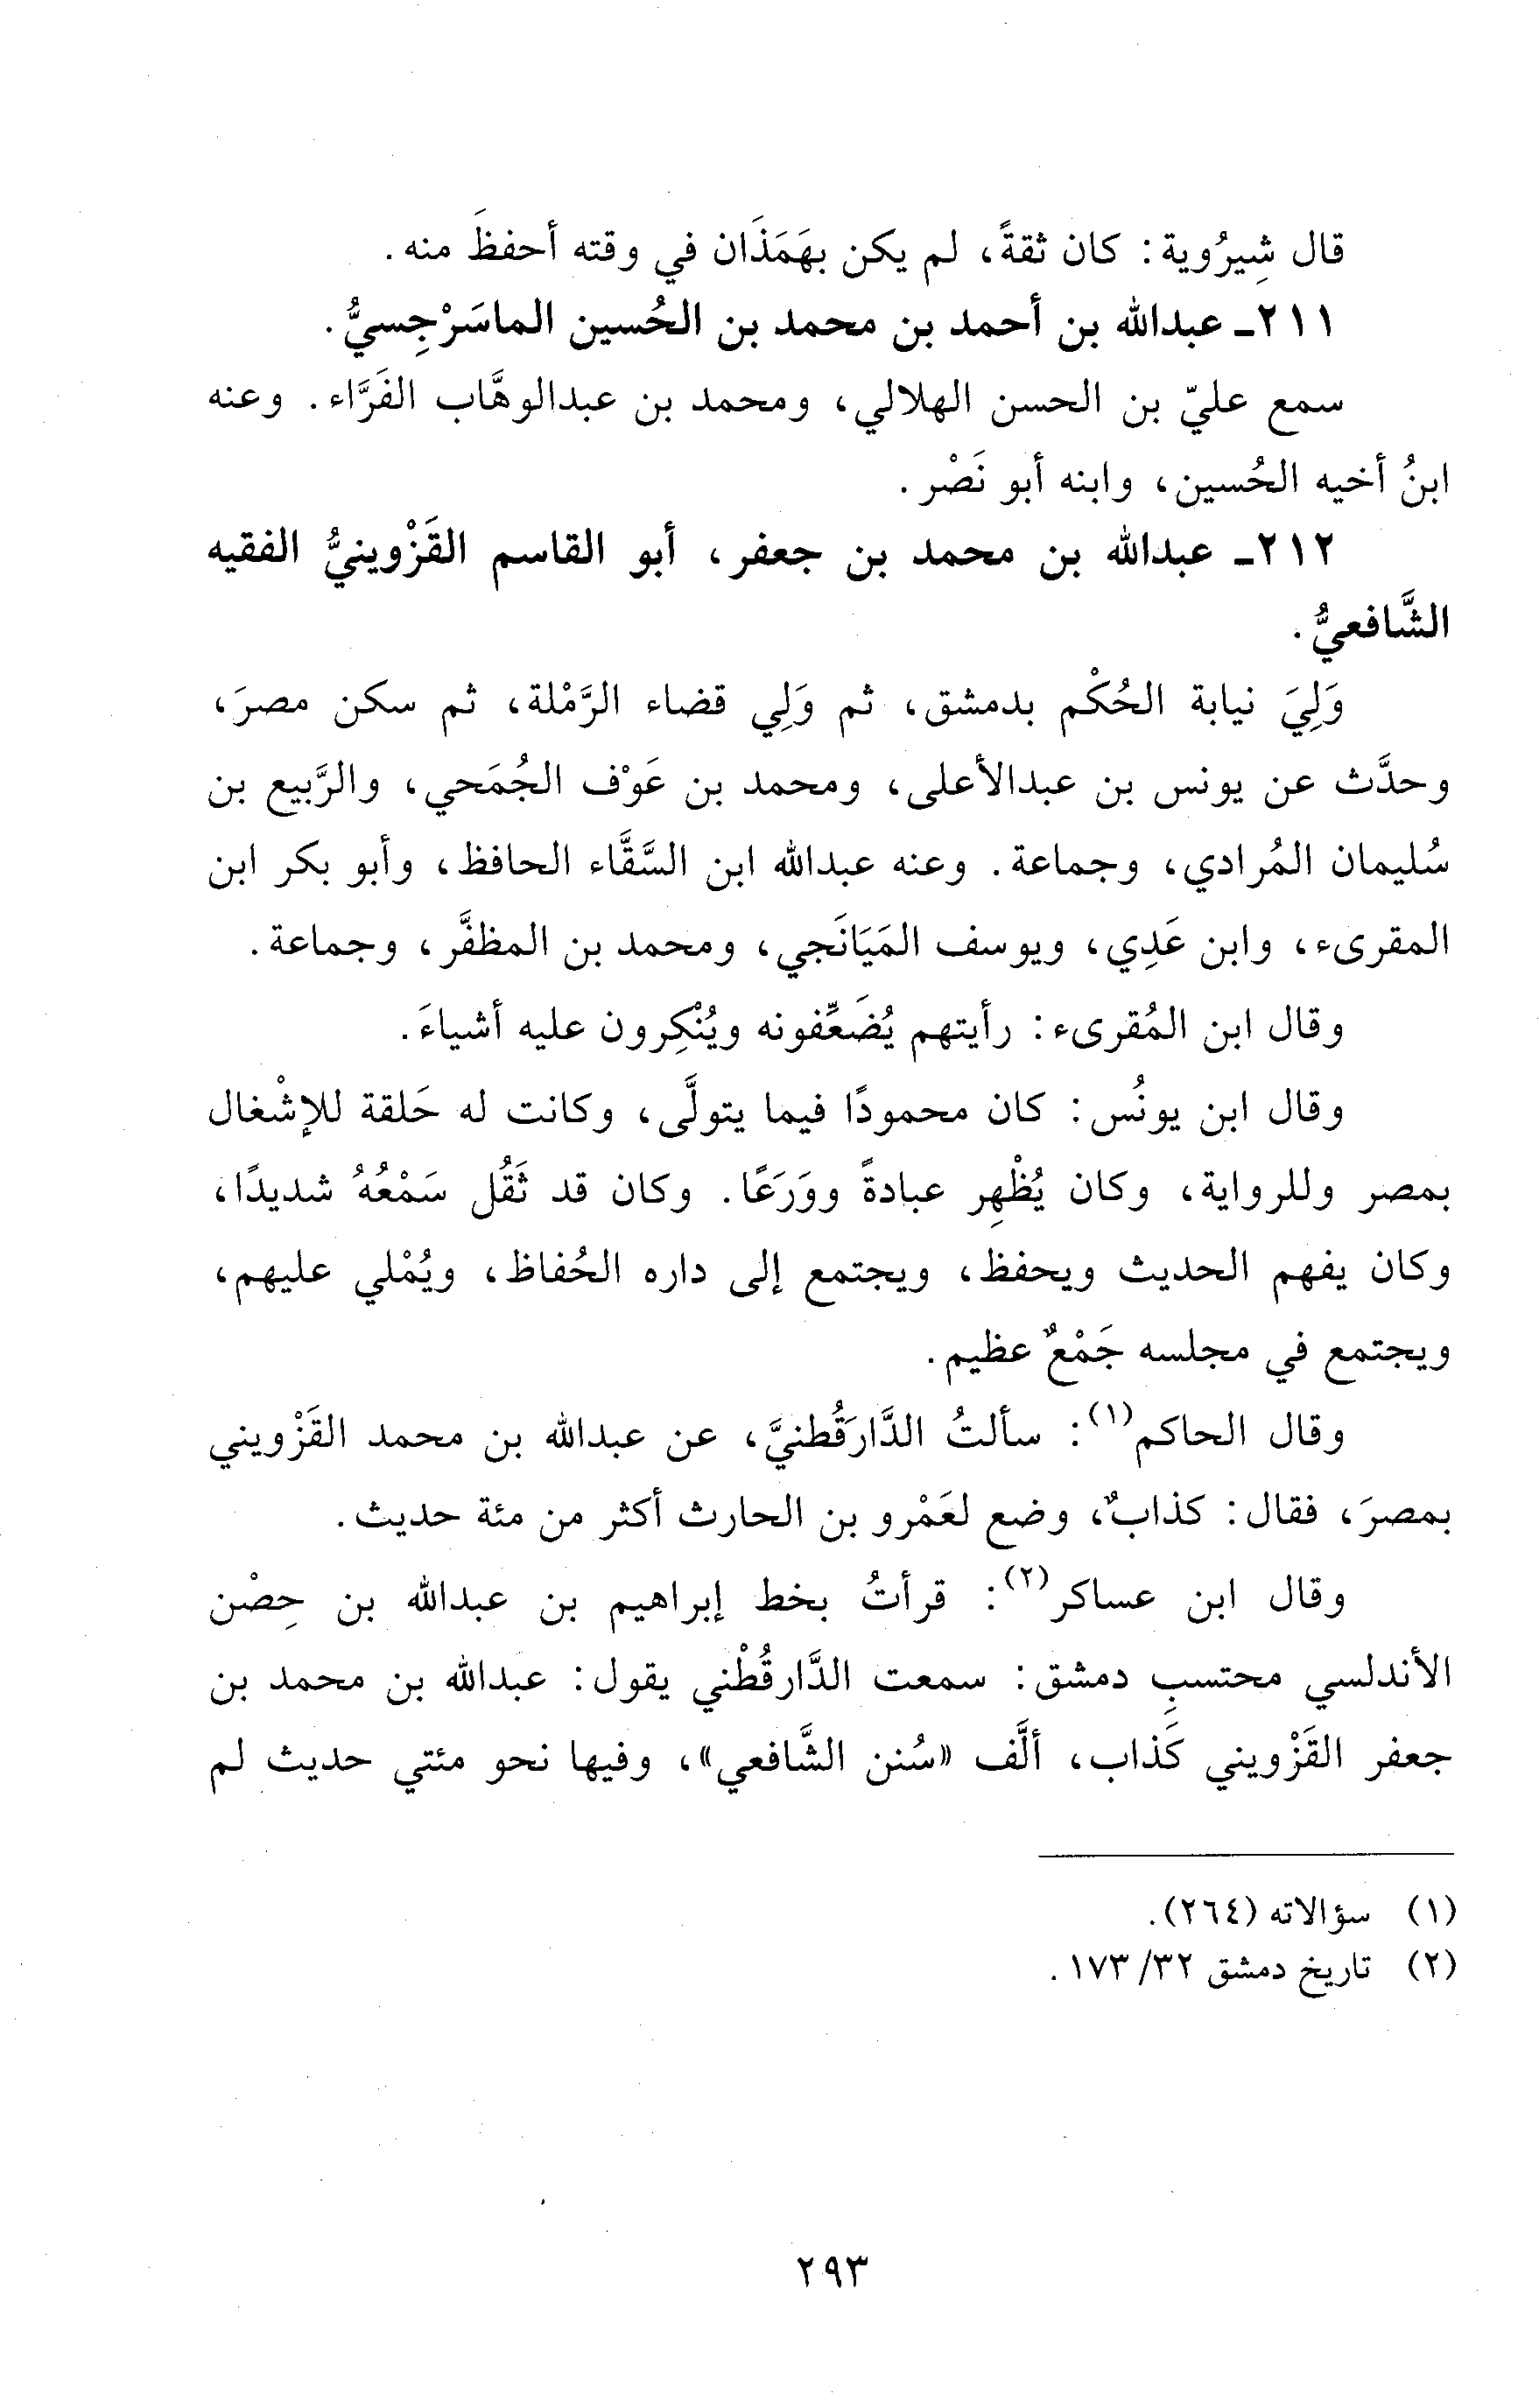 قال شِيرُوية: كان ثقةً، لم يكن بهَمَذَان في وقته أحفظَ منه.
٢١١ـ عبدالله بن أحمد بن محمد بن الحُسين الماسَرْجِسيُّ.
سمع عليّ بن الحسن الهلالي، ومحمد بن عبدالوهَّاب الفَرَّاء. وعنه
ابنُ أخيه الحُسين، وابنه أبو نَصْر.
٢١٢ـ عبدالله بن محمد بن جعفر، أبو القاسم القَزْوينيُّ الفقيه
الشَّافعيُّ.
وَلِيَ نيابة الحُكْم بدمشق، ثم وَلِي قضاء الرَّمْلة، ثم سكن مصرَ،
وحدَّث عن يونس بن عبدالأعلى، ومحمد بن عَوْف الجُمَحي، والرَّبيع بن
سُليمان المُرادي، وجماعة. وعنه عبدالله ابن السَّقَّاء الحافظ، وأبو بكر ابن
المقرىء، وابن عَدِي، ويوسف المَيَانَجي، ومحمد بن المظفَّر، وجماعة.
وقال ابن المُقرىء: رأيتهم يُضَعِّفونه ويُنْكِرون عليه أشياءَ.
وقال ابن يونُس: كان محمودًا فيما يتولَّى، وكانت له حَلقة للإشْغال
بمصر وللرواية، وكان يُظْهِر عبادةً ووَرَعًا. وكان قد ثَقُل سَمْعُهُ شديدًا،
وكان يفهم الحديث ويحفظ، ويجتمع إلى داره الحُفاظ، ويُمْلي عليهم،
ويجتمع في مجلسه جَمْعٌ عظيم.
وقال الحاكم(١): سألتُ الدَّارَقُطنيَّ، عن عبدالله بن محمد القَزْويني
بمصرَ، فقال: كذابٌ، وضع لعَمْرو بن الحارث أكثر من مئة حديث.
وقال ابن عساكر(٢): قرأتُ بخط إبراهيم بن عبدالله بن حِصْن
الأندلسي محتسبِ دمشق: سمعت الدَّارقُطْني يقول: عبدالله بن محمد بن
جعفر القَزْويني كَذاب، ألَّف «سُنن الشَّافعي»، وفيها نحو مئتي حديث لم
(١) سؤالاته (٢٦٤).
(٢) تاريخ دمشق ٣٢/ ١٧٣.
٢٩٣